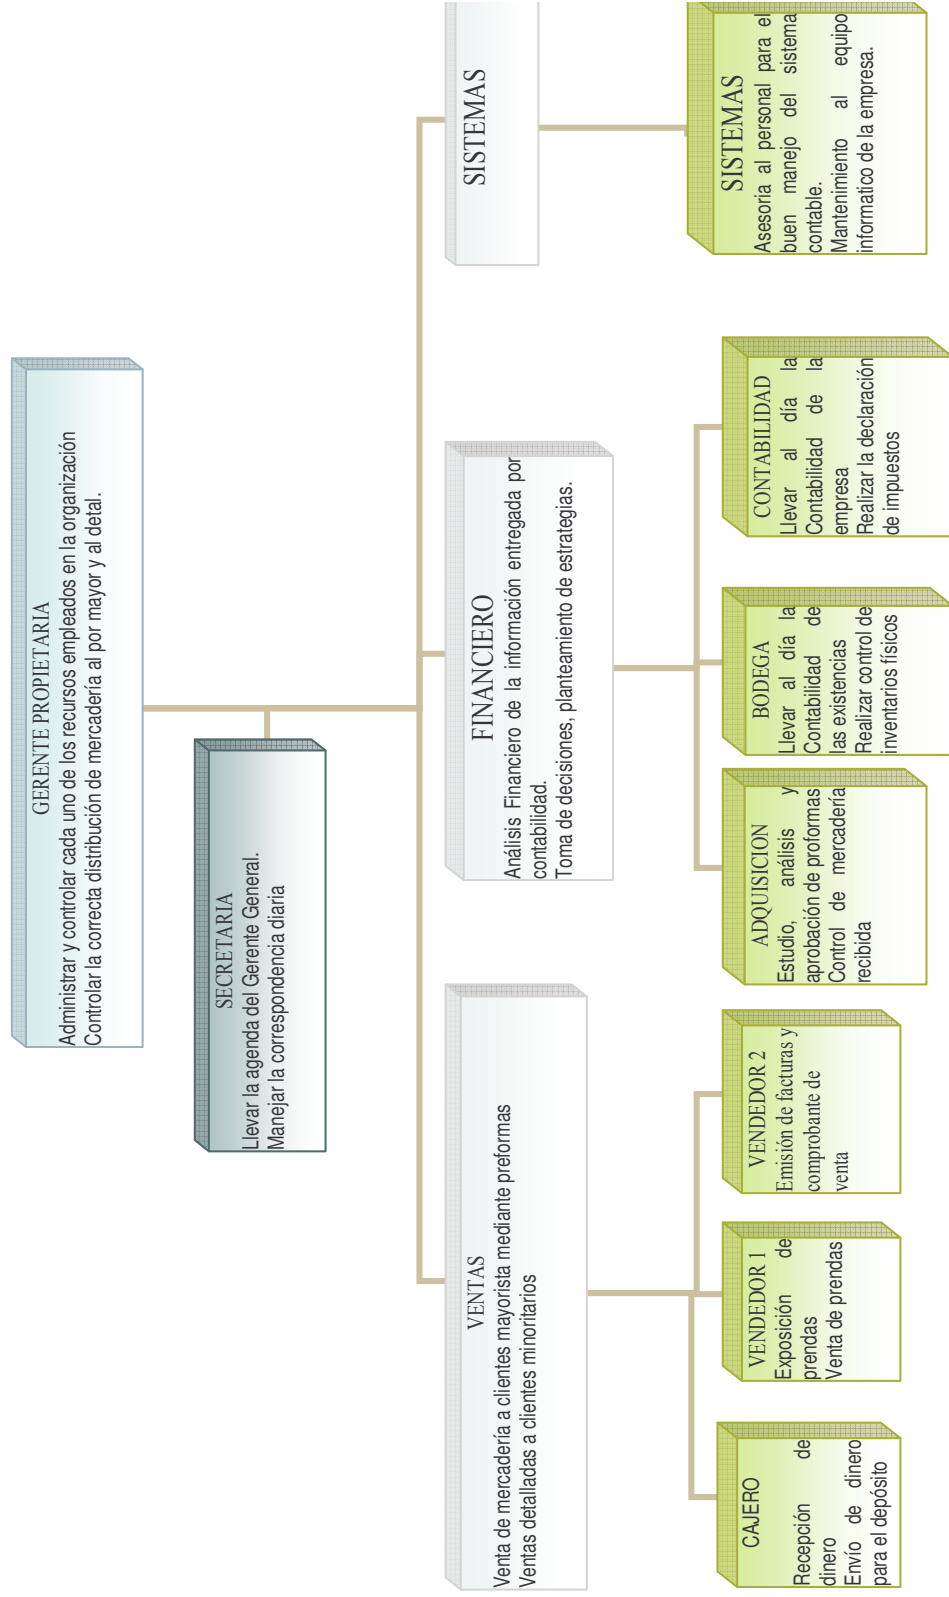 GERENTE PROPIETARIA
Administrar y controlar cada uno de los recursos empleados en la organización
Controlar la correcta distribución de mercadería al por mayor y al detal.
SECRETARIA
Llevar la agenda del Gerente General.
Manejar la correspondencia diaria
VENTAS
Venta de mercadería a clientes mayorista mediante preformas
Ventas detalladas a clientes minoritarios
FINANCIERO
Análisis Financiero de la información entregada por
contabilidad.
Toma de decisiones, planteamiento de estrategias.
SISTEMAS
CAJERO
Recepción de
dinero
Envío de dinero
para el depósito
VENDEDOR 1
Exposición de
prendas
Venta de prendas
VENDEDOR 2
Emisión de facturas y
comprobante de
venta
ADQUISICION
Estudio, análisis y
aprobación de proformas
Control de mercadería
recibida
BODEGA
Llevar al día la
Contabilidad de
las existencias
Realizar control de
inventarios físicos
CONTABILIDAD
Llevar al día la
Contabilidad de la
empresa
Realizar la declaración
de impuestos
SISTEMAS
Asesoria al personal para el
buen manejo del sistema
contable.
Mantenimiento al equipo
informatico de la empresa.